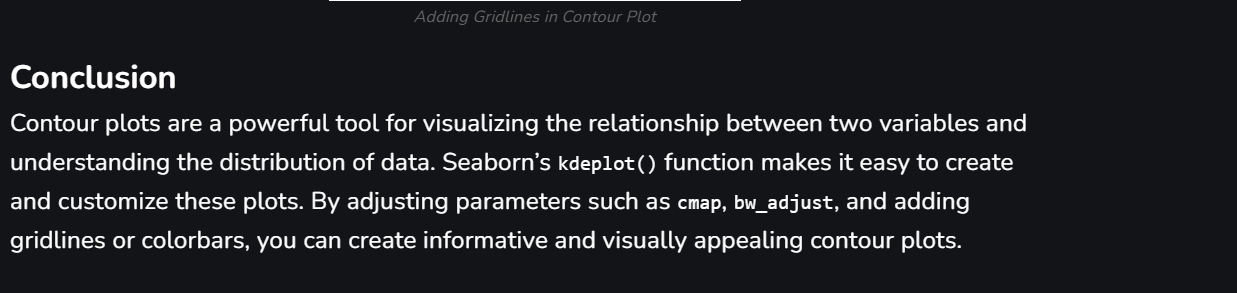 Adding Gridlines in Contour Plot
Conclusion
Contour plots are a powerful tool for visualizing the relationship between two variables and
understanding the distribution of data. Seaborn’s kdeplot() function makes it easy to create
and customize these plots. By adjusting parameters such as cmap, bw_adjust, and adding
gridlines or colorbars, you can create informative and visually appealing contour plots.